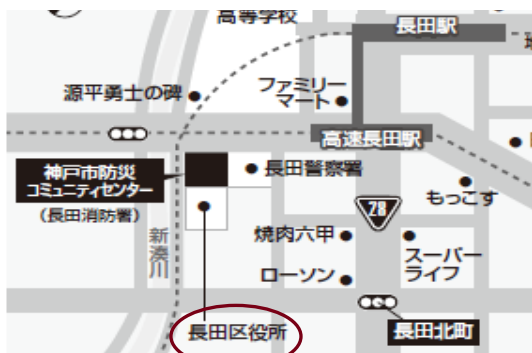 高等学校
長田駅
源平勇士の碑
ファミリー
マート
高速長田駅
神戸市防災
コミュニティセンター
(長田消防署)
長田警察署
もっこす
28
新湊川
焼肉六甲
スーパー
ライフ
ローソン
長田区役所
長田北町